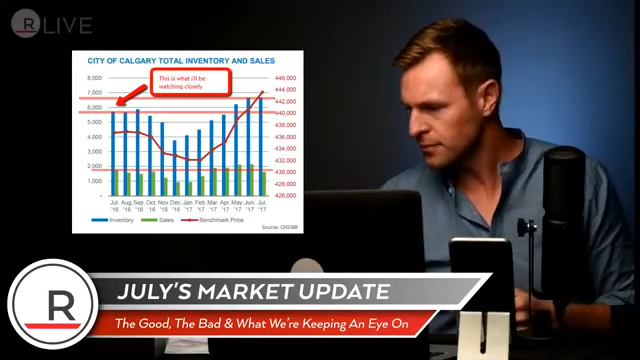 R LIVE
CITY OF CALGARY TOTAL INVENTORY AND SALES
This is what i'll be
watching closely
8,000
7,000
6,000
5,000
4,000
3,000
2,000
1,000
-
446,000
444,000
442,000
440,000
438,000
436,000
434,000
432,000
430,000
428,000
426,000
Jul. Aug. Sep. Oct. Nov. Dec. Jan. Feb. Mar. Apr. May. Jun. Jul.
'16 '16 '16 '16 '16 '16 '17 '17 '17 '17 '17 '17 '17
Inventory Sales Benchmark Price
Source: CREB®
R
JULY'S MARKET UPDATE
The Good, The Bad & What We're Keeping An Eye On